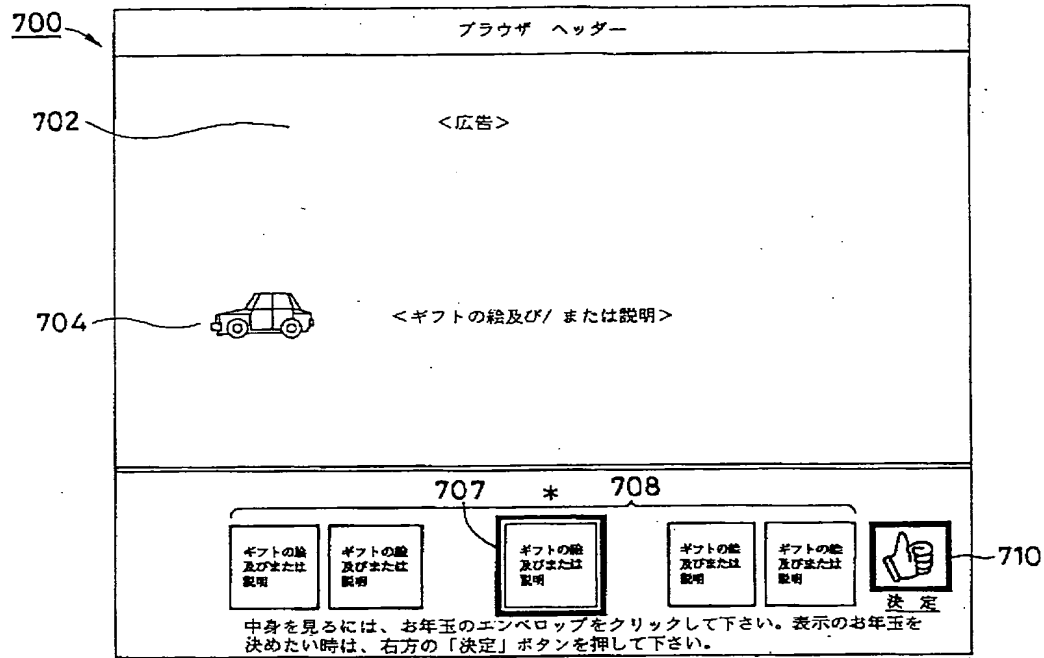 700
ブラウザ ヘッダー
702
<広告>
704
<ギフトの絵及び/ または説明>
707 * 708
ギフトの絵
及びまたは
説明
ギフトの絵
及びまたは
説明
ギフトの絵
及びまたは
説明
ギフトの絵
及びまたは
説明
ギフトの絵
及びまたは
説明
710
決 定
中身を見るには、お年玉のエンベロップをクリックして下さい。表示のお年玉を
決めたい時は、右方の「決定」ボタンを押して下さい。